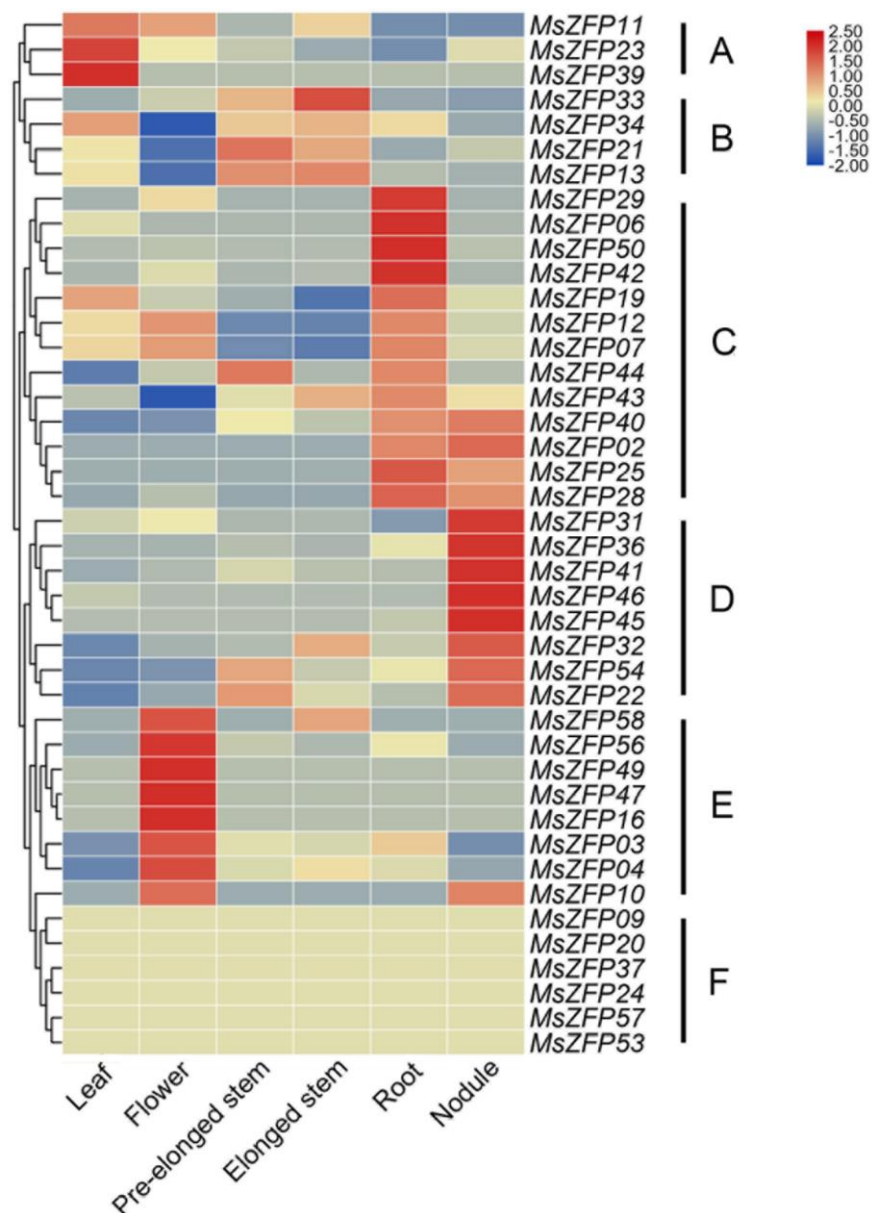 MsZFP11
MsZFP23
MsZFP39
A
MsZFP33
MsZFP34
MsZFP21
MsZFP13
B
MsZFP29
MsZFP06
MsZFP50
MsZFP42
MsZFP19
MsZFP12
MsZFP07
MsZFP44
MsZFP43
MsZFP40
MsZFP02
MsZFP25
MsZFP28
C
MsZFP31
MsZFP36
MsZFP41
MsZFP46
MsZFP45
MsZFP32
MsZFP54
MsZFP22
D
MsZFP58
MsZFP56
MsZFP49
MsZFP47
MsZFP16
MsZFP03
MsZFP04
MsZFP10
E
MsZFP09
MsZFP20
MsZFP37
MsZFP24
MsZFP57
MsZFP53
F
Leaf
Flower
Pre-elonged stem
Elonged stem
Root
Nodule
2.50
2.00
1.50
1.00
0.50
0.00
-0.50
-1.00
-1.50
-2.00